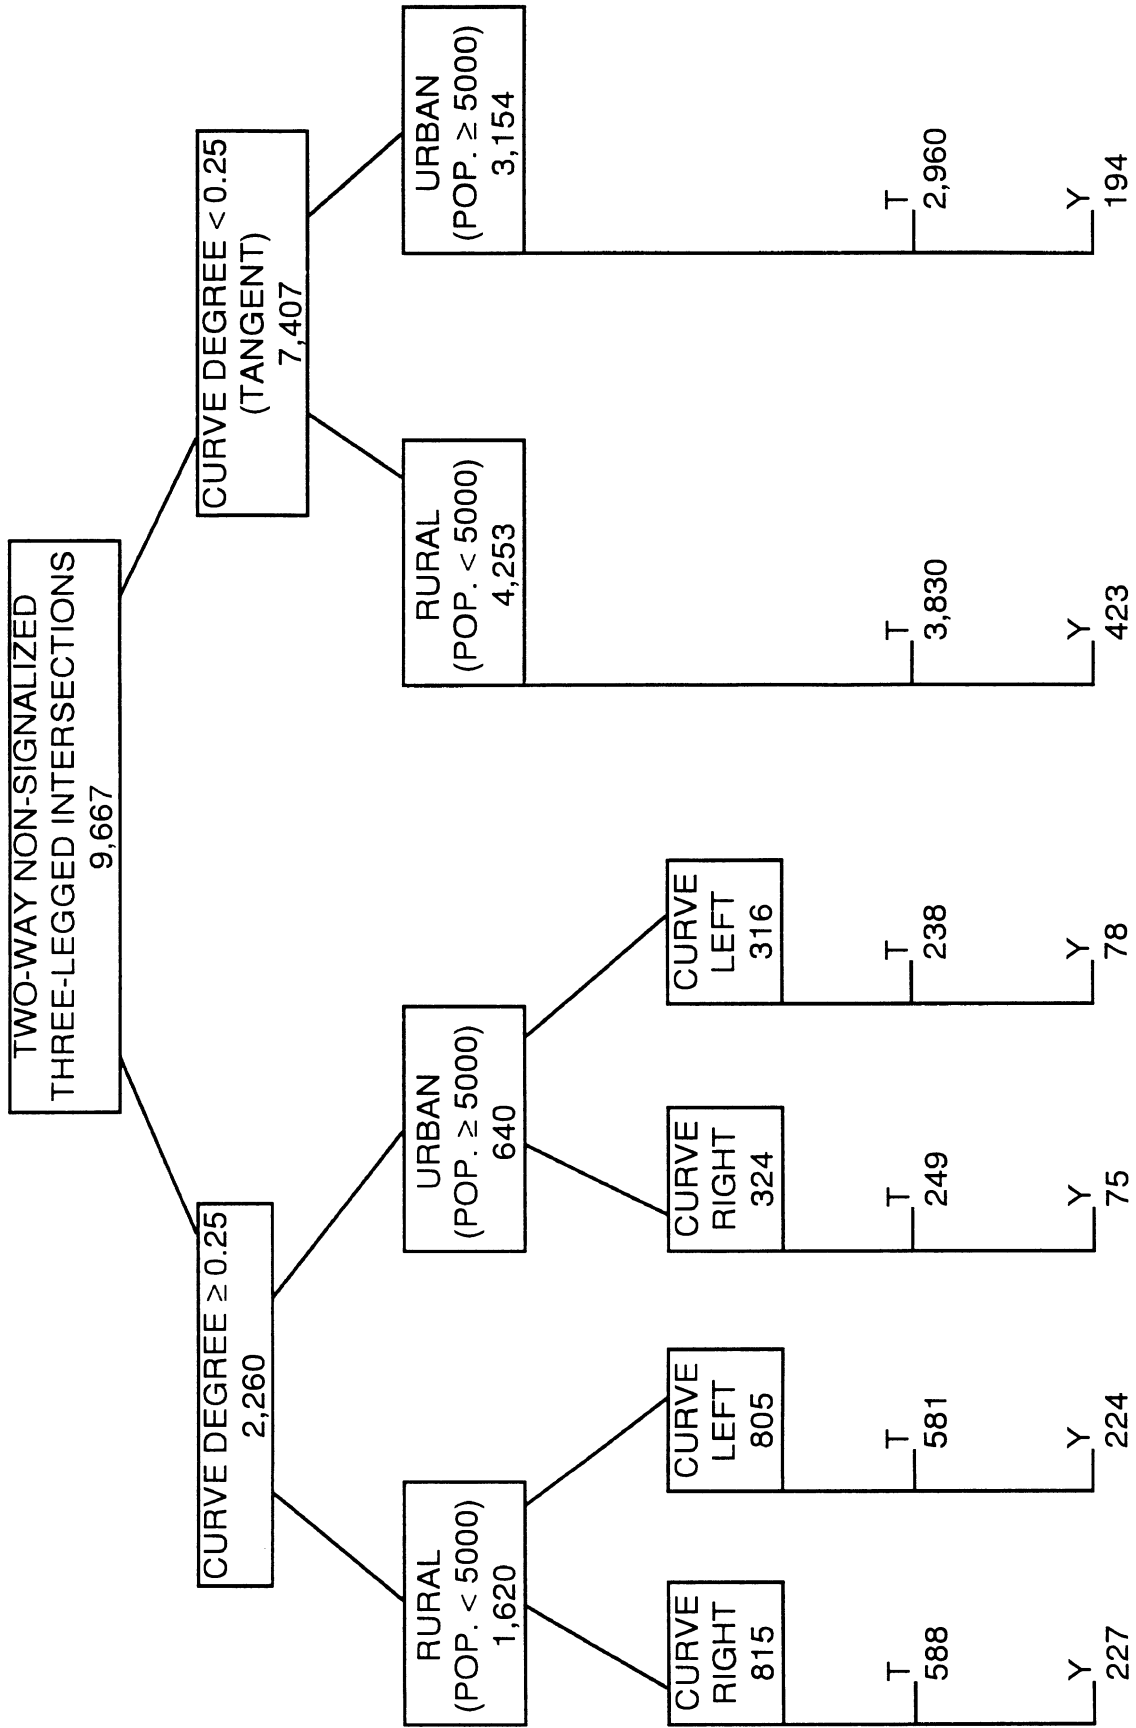 TWO-WAY NON-SIGNALIZED
THREE-LEGGED INTERSECTIONS
9,667
CURVE DEGREE ≥ 0.25
2,260
CURVE DEGREE < 0.25
(TANGENT)
7,407
RURAL
(POP. < 5000)
1,620
URBAN
(POP. ≥ 5000)
640
RURAL
(POP. < 5000)
4,253
URBAN
(POP. ≥ 5000)
3,154
CURVE
RIGHT
815
CURVE
LEFT
805
CURVE
RIGHT
324
CURVE
LEFT
316
T
588
T
581
T
249
T
238
T
3,830
T
2,960
Y
227
Y
224
Y
75
Y
78
Y
423
Y
194